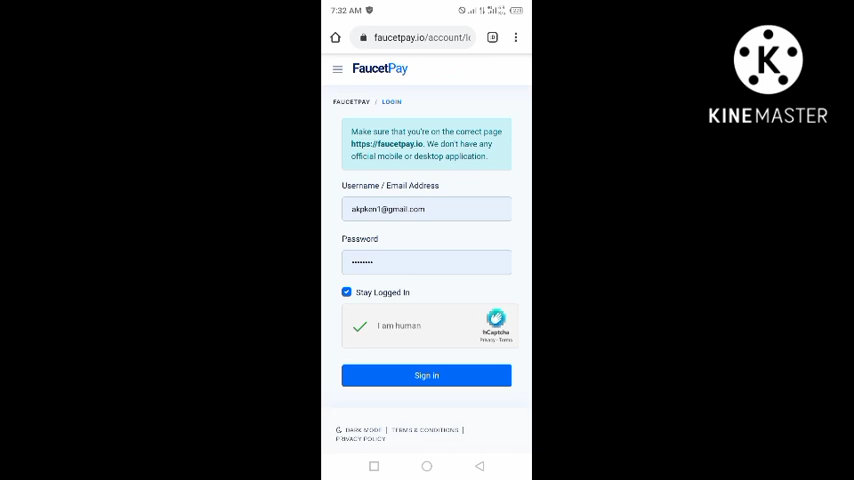 7:32 AM
faucetpay.io/account/lo
FaucetPay
FAUCETPAY / LOGIN
Make sure that you're on the correct page
https://faucetpay.io. We don't have any
official mobile or desktop application.
Username / Email Address
akpken1@gmail.com
Password
••••••••
Stay Logged In
I am human
hCaptcha
Privacy - Terms
Sign in
DARK MODE | TERMS & CONDITIONS |
PRIVACY POLICY
K
KINEMASTER